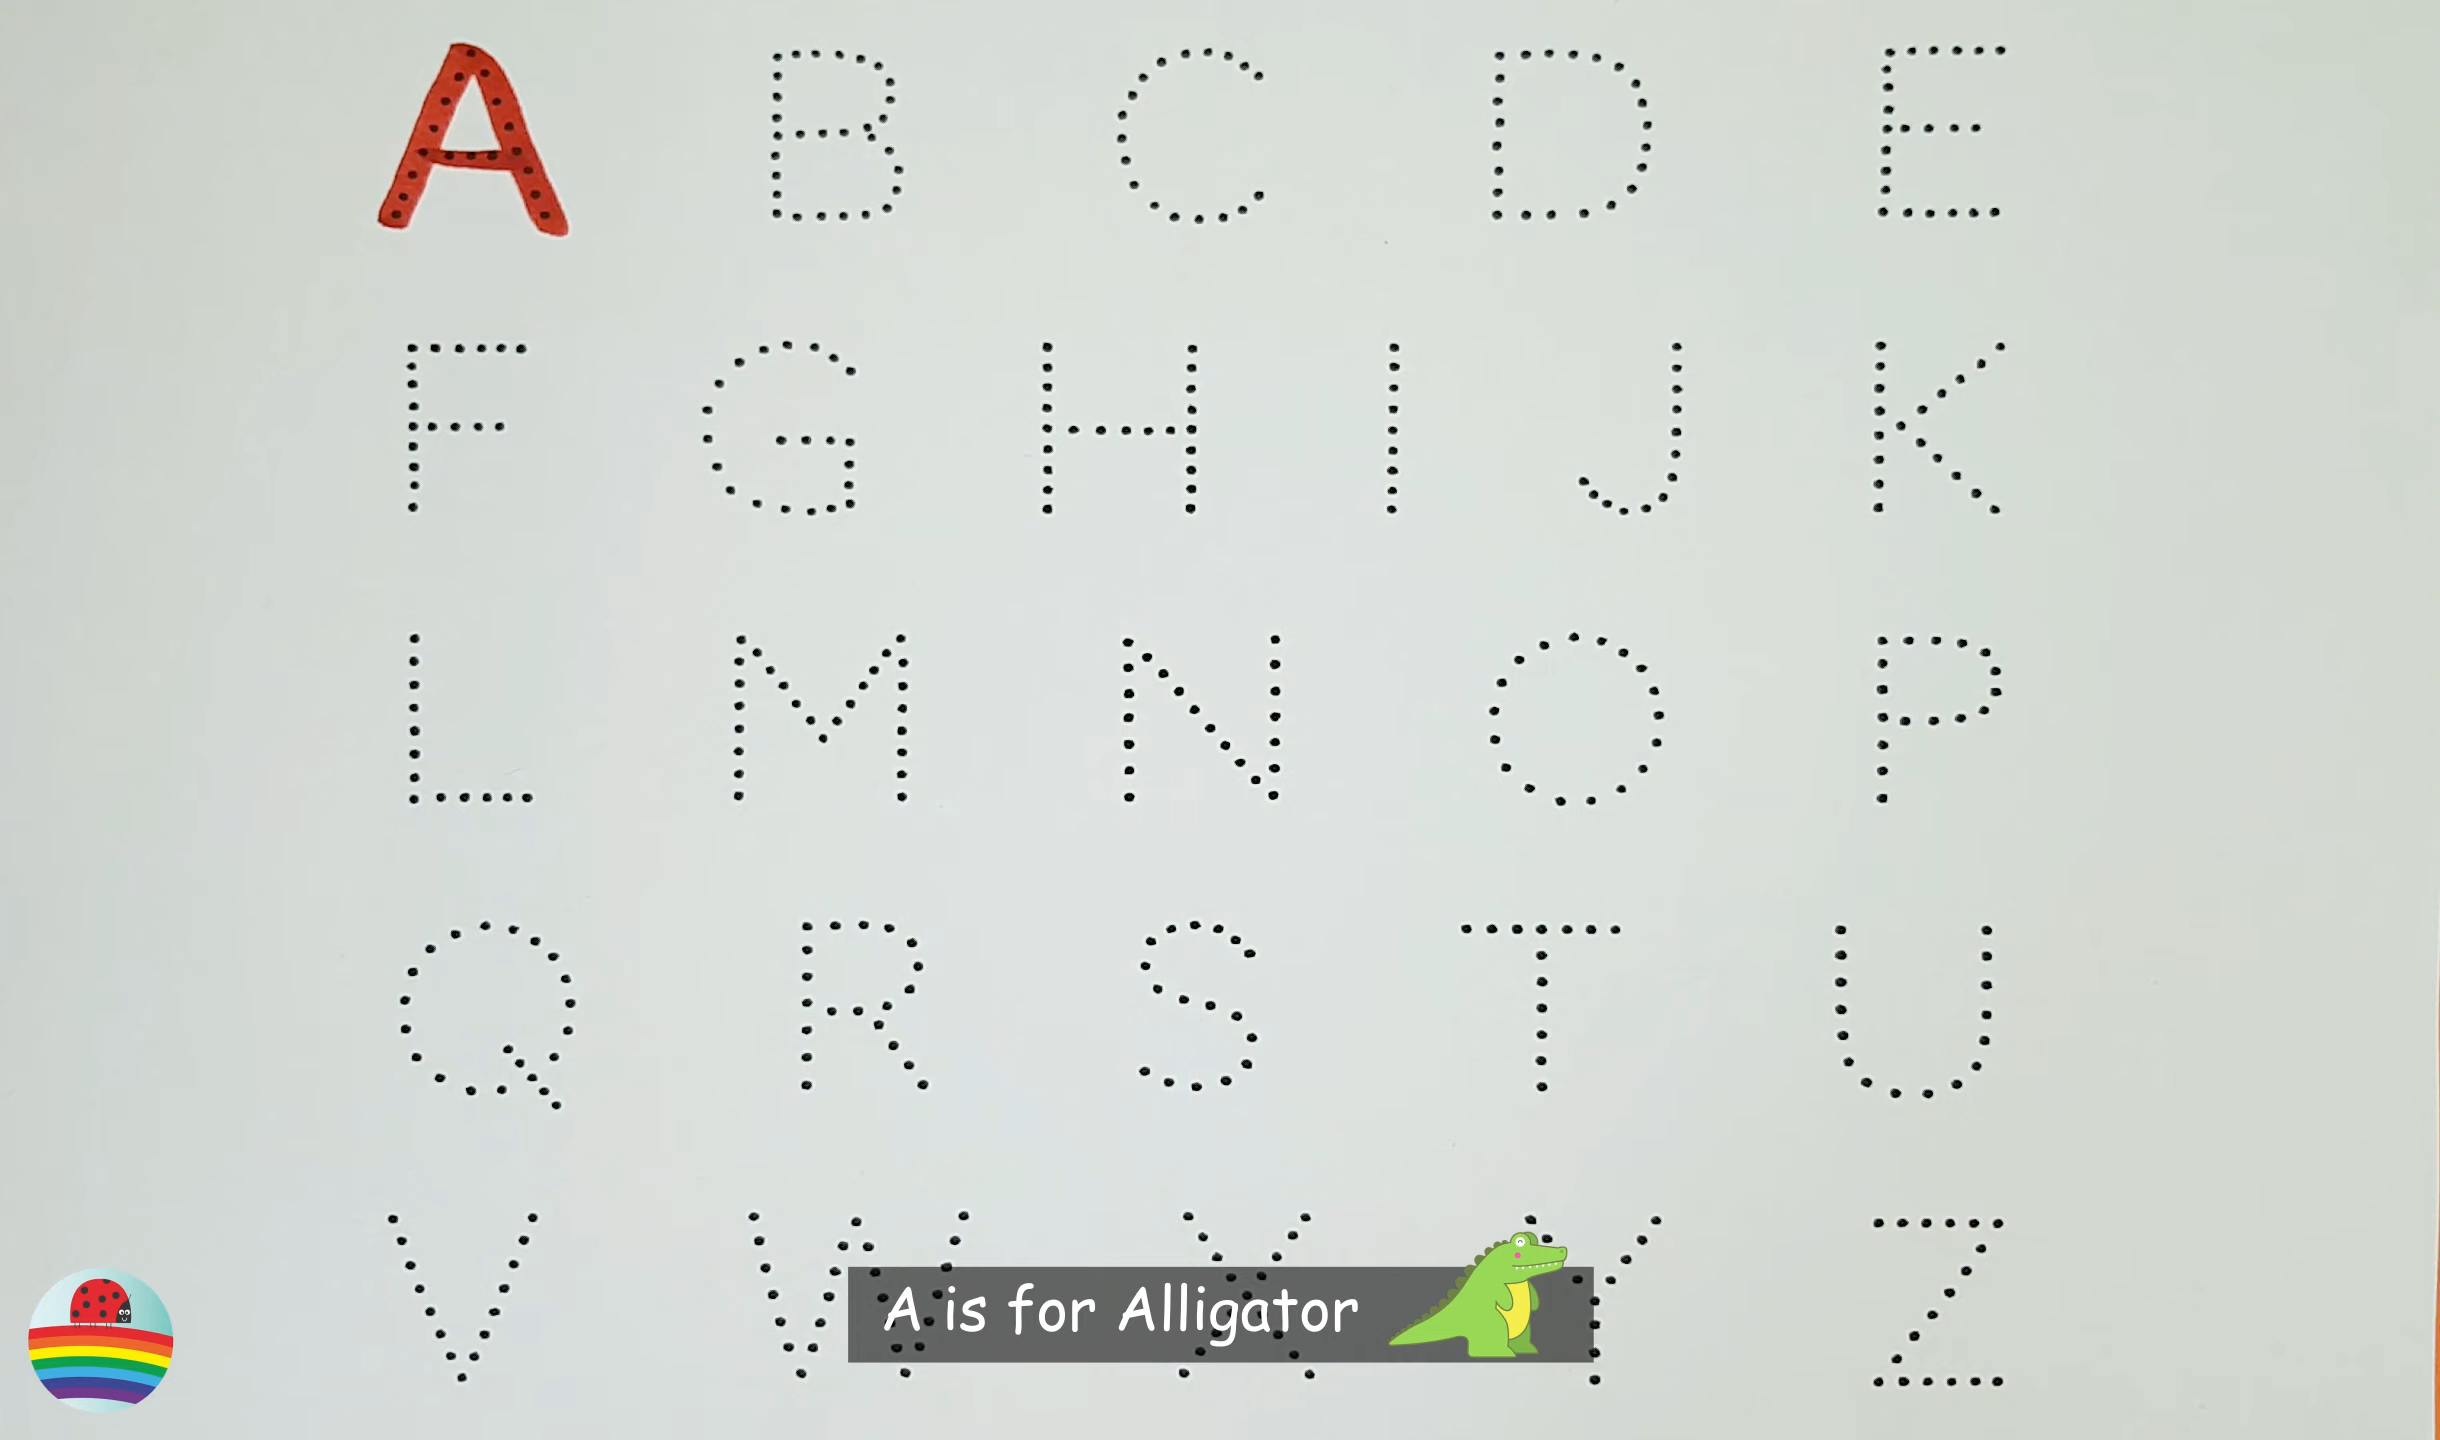 A B C D E
F G H I J K
L M N O P
Q R S T U
V W X Y Z
A is for Alligator